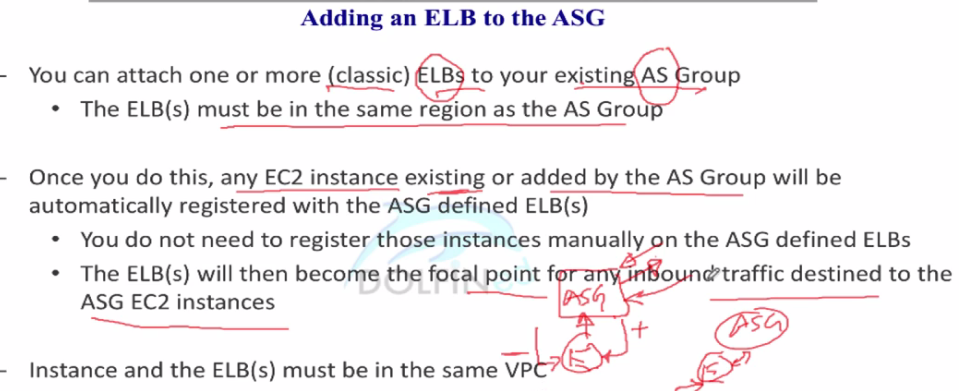 Adding an ELB to the ASG
- You can attach one or more (classic) ELBs to your existing AS Group
• The ELB(s) must be in the same region as the AS Group
- Once you do this, any EC2 instance existing or added by the AS Group will be
automatically registered with the ASG defined ELB(s)
• You do not need to register those instances manually on the ASG defined ELBs
• The ELB(s) will then become the focal point for any inbound traffic destined to the
ASG EC2 instances
DOLFIN
ASG
ASG
+
E
E
- Instance and the ELB(s) must be in the same VPC